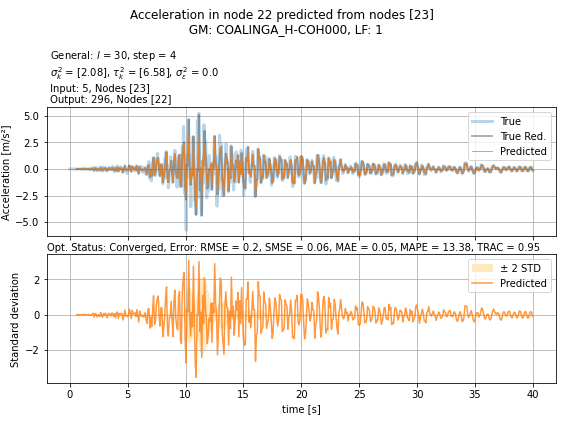 Acceleration in node 22 predicted from nodes [23]
GM: COALINGA_H-COH000, LF: 1
General: l = 30, step = 4
σ²ₖ = [2.08], τ²ₖ = [6.58], σ²ε = 0.0
Input: 5, Nodes [23]
Output: 296, Nodes [22]
Acceleration [m/s²]
5.0
2.5
0.0
−2.5
−5.0
True
True Red.
Predicted
Opt. Status: Converged, Error: RMSE = 0.2, SMSE = 0.06, MAE = 0.05, MAPE = 13.38, TRAC = 0.95
Standard deviation
2
0
−2
± 2 STD
Predicted
0 5 10 15 20 25 30 35 40
time [s]